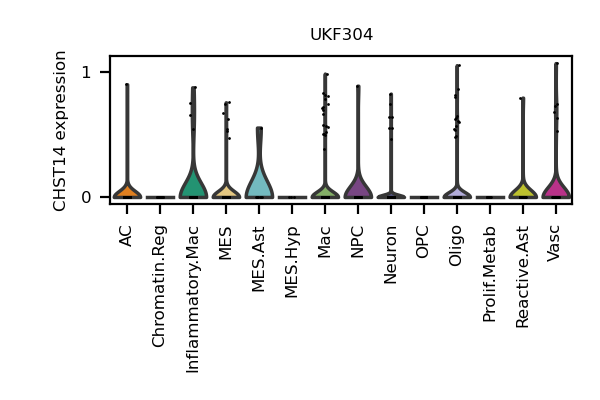 UKF304
CHST14 expression
1
0
AC
Chromatin.Reg
Inflammatory.Mac
MES
MES.Ast
MES.Hyp
Mac
NPC
Neuron
OPC
Oligo
Prolif.Metab
Reactive.Ast
Vasc